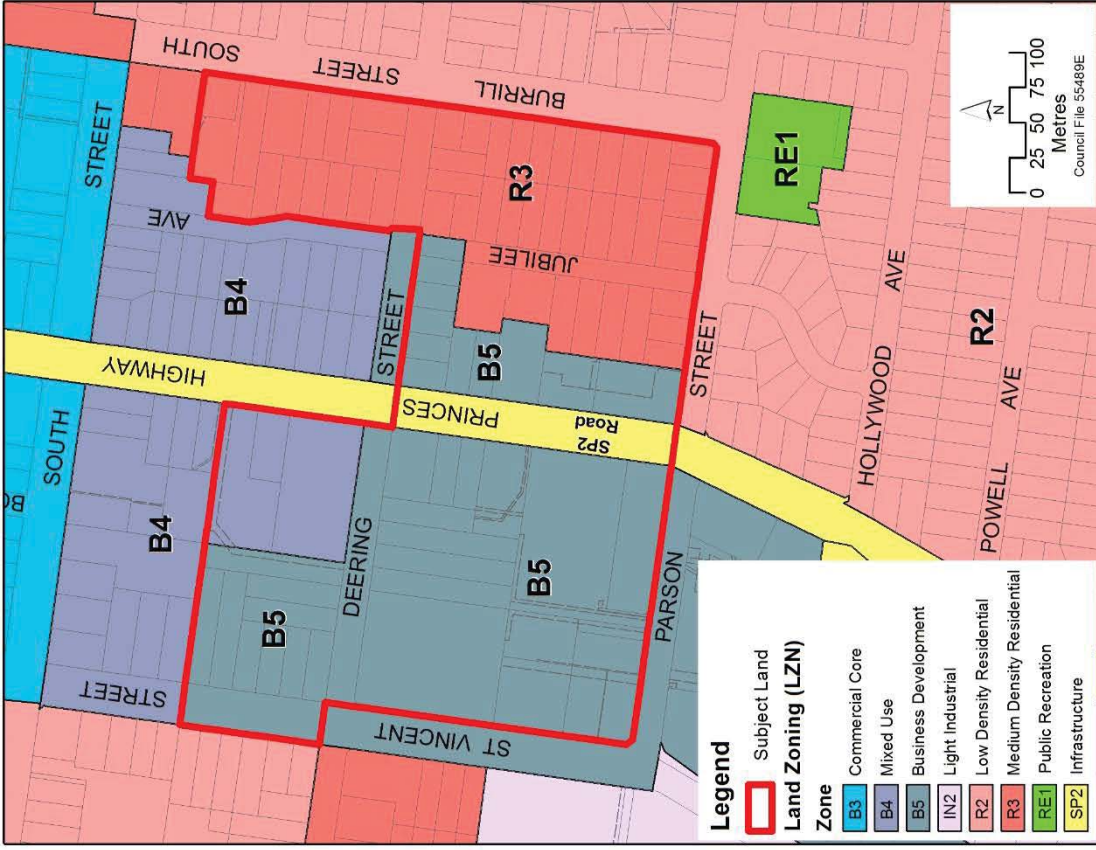 STREET
SOUTH
HIGHWAY
AVE
SOUTH
STREET
BURRILL
B4
B4
STREET
STREET
B5
DEERING
PRINCES
B5
JUBILEE
R3
SP2
Road
ST VINCENT
B5
PARSON
STREET
RE1
HOLLYWOOD
AVE
R2
POWELL
AVE
Legend
Subject Land
Land Zoning (LZN)
Zone
B3 Commercial Core
B4 Mixed Use
B5 Business Development
IN2 Light Industrial
R2 Low Density Residential
R3 Medium Density Residential
RE1 Public Recreation
SP2 Infrastructure
N
0 25 50 75 100
Metres
Council File 55489E